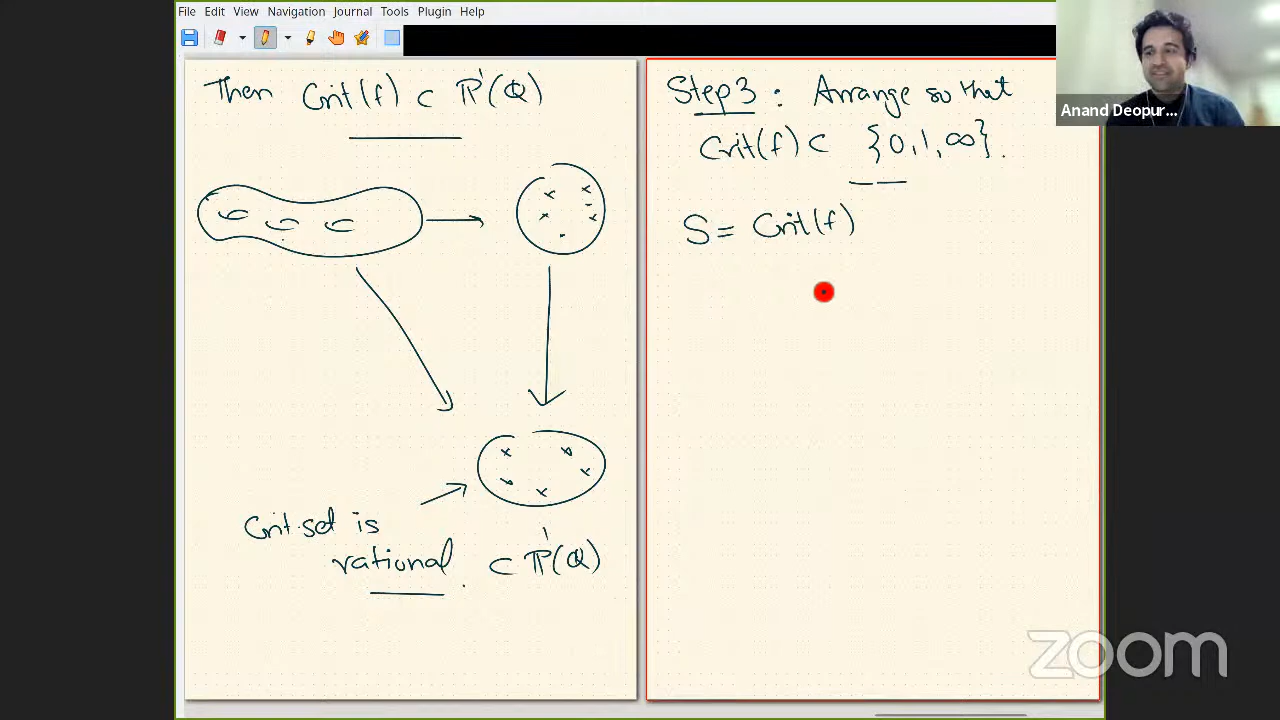 File Edit View Navigation Journal Tools Plugin Help
Anand Deopur...
Then Crit(f) ⊂ ℙ¹(ℚ)
Crit. set is
rational. ⊂ ℙ¹(ℚ)
Step 3: Arrange so that
Crit(f) ⊂ {0,1,∞}.
S = Crit(f)
zoom